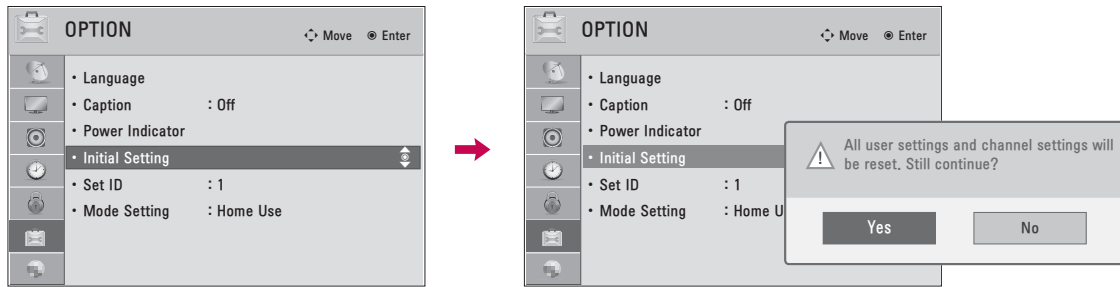 OPTION
Move Enter
• Language
• Caption : Off
• Power Indicator
• Initial Setting
• Set ID : 1
• Mode Setting : Home Use
OPTION
Move Enter
• Language
• Caption : Off
• Power Indicator
• Initial Setting
• Set ID : 1
• Mode Setting : Home U
All user settings and channel settings will
be reset. Still continue?
Yes No